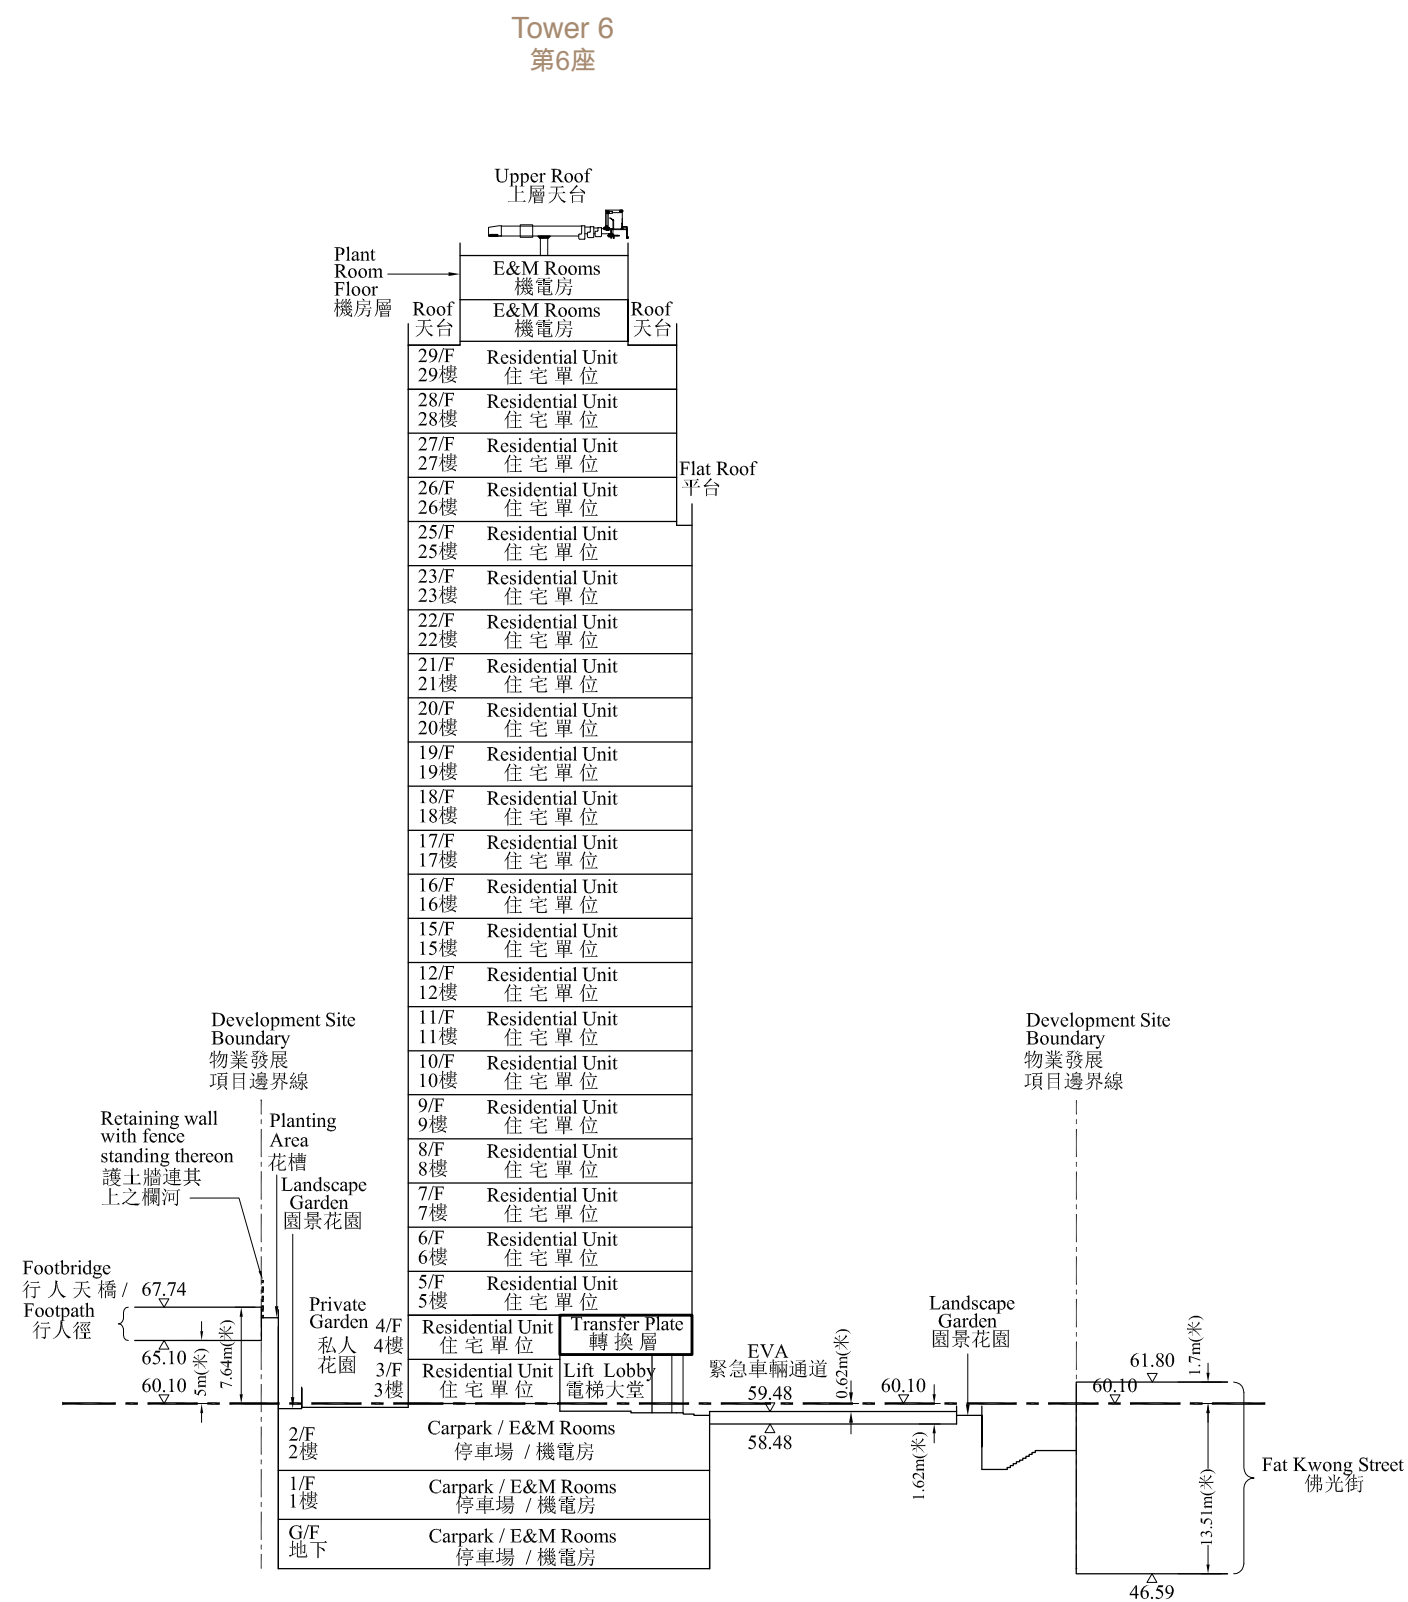 Tower 6
第6座
Upper Roof
上層天台
Plant
Room
Floor
機房層
E&M Rooms
機電房
Roof
天台
E&M Rooms
機電房
Roof
天台
29/F Residential Unit
29樓 住宅單位
28/F Residential Unit
28樓 住宅單位
27/F Residential Unit
27樓 住宅單位
Flat Roof
平台
26/F Residential Unit
26樓 住宅單位
25/F Residential Unit
25樓 住宅單位
23/F Residential Unit
23樓 住宅單位
22/F Residential Unit
22樓 住宅單位
21/F Residential Unit
21樓 住宅單位
20/F Residential Unit
20樓 住宅單位
19/F Residential Unit
19樓 住宅單位
18/F Residential Unit
18樓 住宅單位
17/F Residential Unit
17樓 住宅單位
16/F Residential Unit
16樓 住宅單位
15/F Residential Unit
15樓 住宅單位
12/F Residential Unit
12樓 住宅單位
11/F Residential Unit
11樓 住宅單位
10/F Residential Unit
10樓 住宅單位
9/F Residential Unit
9樓 住宅單位
8/F Residential Unit
8樓 住宅單位
7/F Residential Unit
7樓 住宅單位
6/F Residential Unit
6樓 住宅單位
5/F Residential Unit
5樓 住宅單位
4/F Residential Unit
4樓 住宅單位
Transfer Plate
轉換層
3/F Residential Unit
3樓 住宅單位
Lift Lobby
電梯大堂
2/F Carpark / E&M Rooms
2樓 停車場 / 機電房
1/F Carpark / E&M Rooms
1樓 停車場 / 機電房
G/F Carpark / E&M Rooms
地下 停車場 / 機電房
Development Site
Boundary
物業發展
項目邊界線
Retaining wall
with fence
standing thereon
護土牆連其
上之欄河
Planting
Area
花槽
Landscape
Garden
園景花園
Private
Garden
私人
花園
Footbridge
行人天橋/
Footpath
行人徑
67.74
65.10
60.10
5m(米)
7.64m(米)
EVA
緊急車輛通道
59.48
58.48
0.62m(米)
60.10
1.62m(米)
Landscape
Garden
園景花園
Development Site
Boundary
物業發展
項目邊界線
61.80
1.7m(米)
60.10
13.51m(米)
46.59
Fat Kwong Street
佛光街